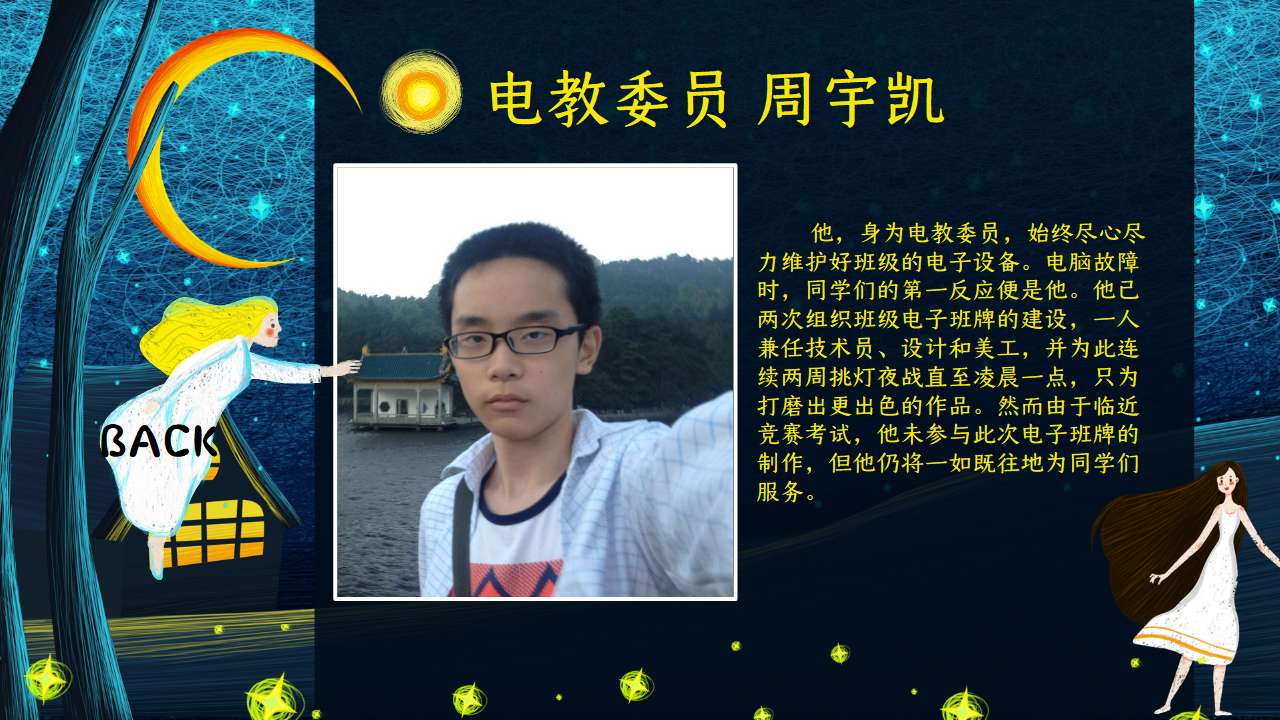 电教委员 周宇凯
他，身为电教委员，始终尽心尽
力维护好班级的电子设备。电脑故障
时，同学们的第一反应便是他。他已
两次组织班级电子班牌的建设，一人
兼任技术员、设计和美工，并为此连
续两周挑灯夜战直至凌晨一点，只为
打磨出更出色的作品。然而由于临近
竞赛考试，他未参与此次电子班牌的
制作，但他仍将一如既往地为同学们
服务。
BACK